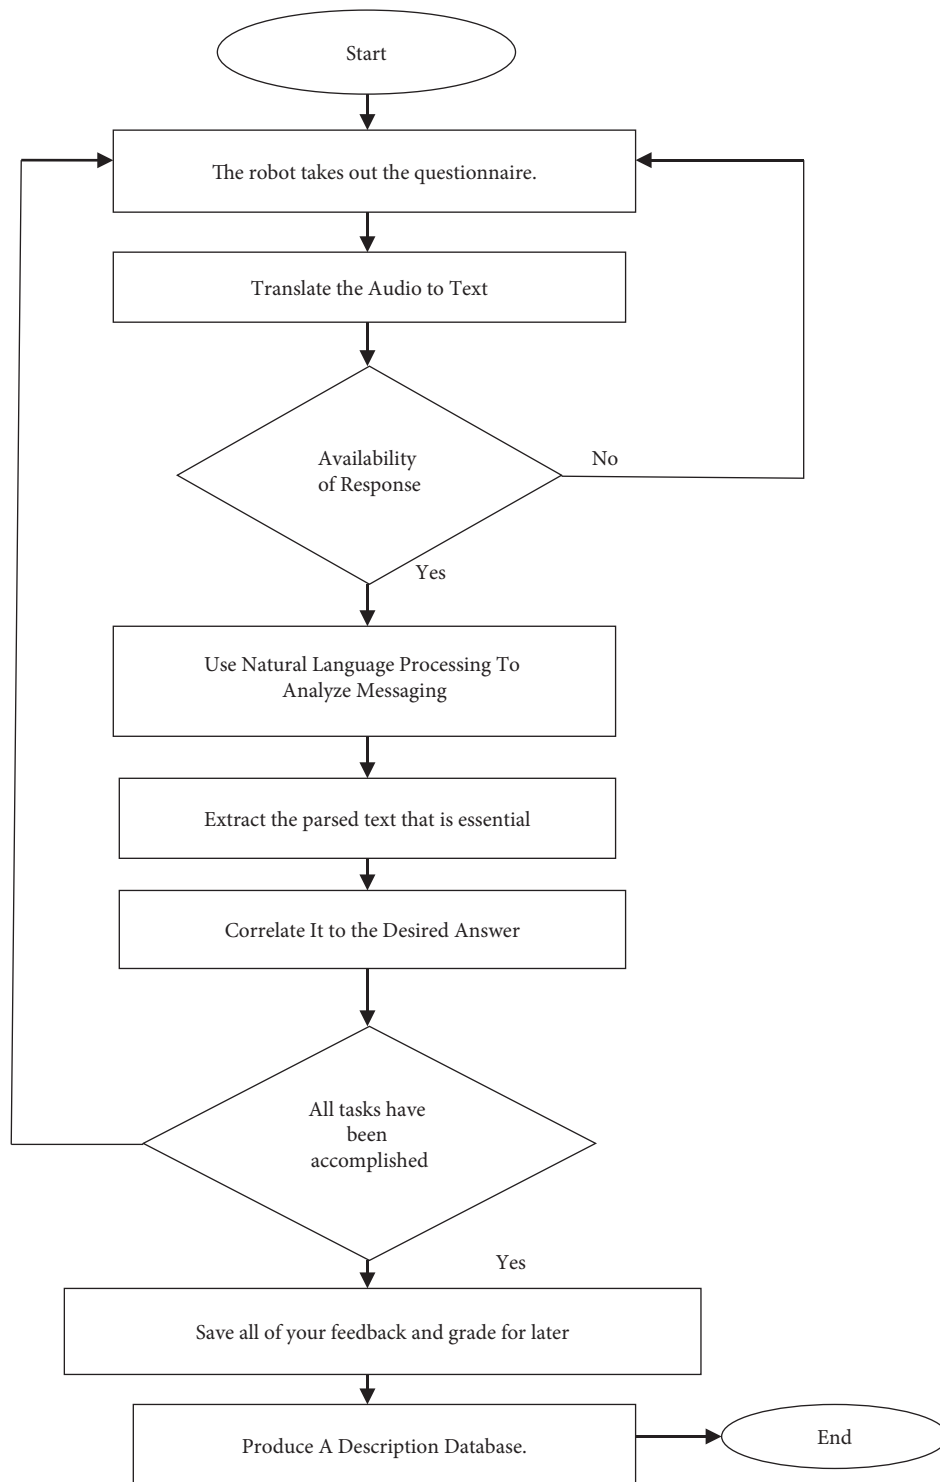 Start
The robot takes out the questionnaire.
Translate the Audio to Text
Availability
of Response
No
Yes
Use Natural Language Processing To
Analyze Messaging
Extract the parsed text that is essential
Correlate It to the Desired Answer
All tasks have
been
accomplished
Yes
Save all of your feedback and grade for later
Produce A Description Database.
End